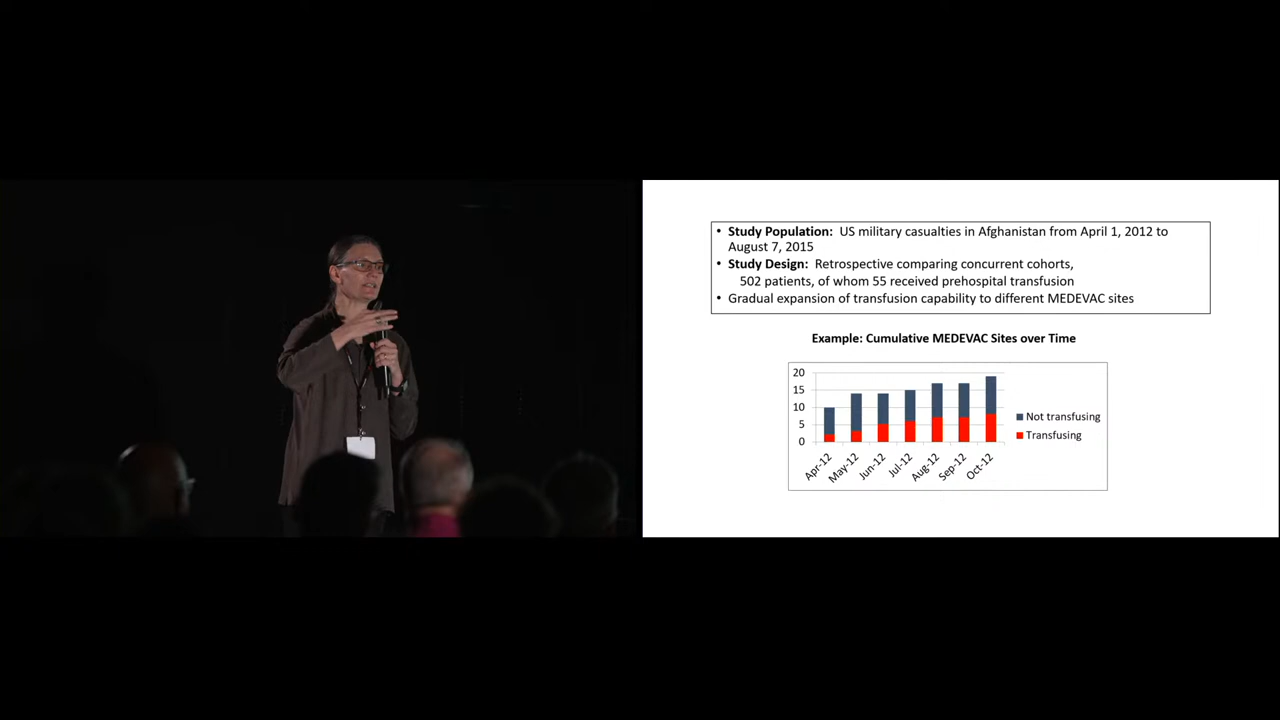 • Study Population: US military casualties in Afghanistan from April 1, 2012 to
August 7, 2015
• Study Design: Retrospective comparing concurrent cohorts,
502 patients, of whom 55 received prehospital transfusion
• Gradual expansion of transfusion capability to different MEDEVAC sites
Example: Cumulative MEDEVAC Sites over Time
20
15
10
5
0
Apr-12
May-12
Jun-12
Jul-12
Aug-12
Sep-12
Oct-12
Not transfusing
Transfusing